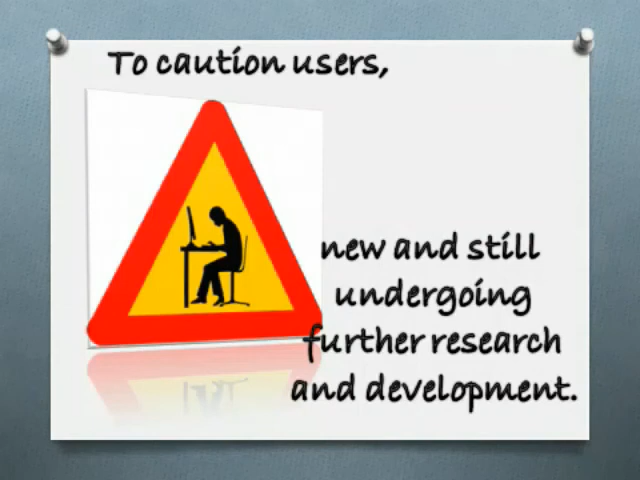 To caution users,
new and still
undergoing
further research
and development.